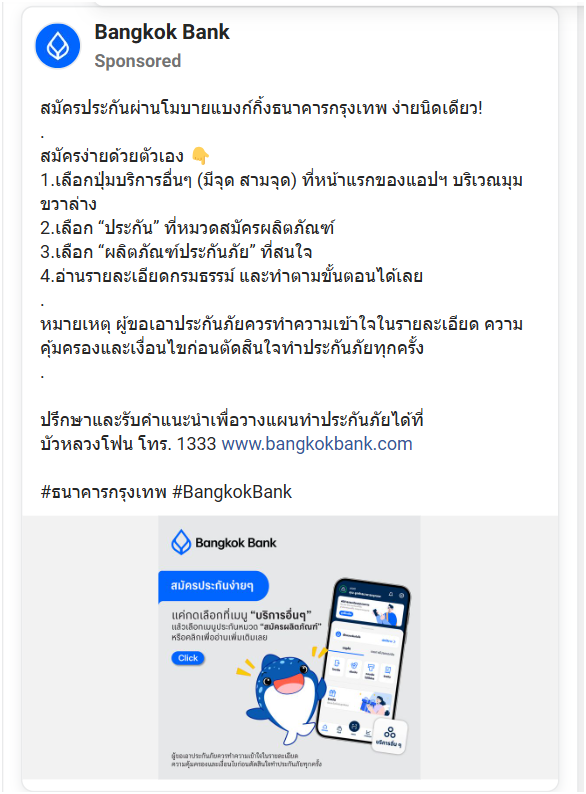 Bangkok Bank
Sponsored
สมัครประกันผ่านโมบายแบงก์กิ้งธนาคารกรุงเทพ ง่ายนิดเดียว!
.
สมัครง่ายด้วยตัวเอง 👇
1.เลือกปุ่มบริการอื่นๆ (มีจุด สามจุด) ที่หน้าแรกของแอปฯ บริเวณมุม
ขวาล่าง
2.เลือก “ประกัน” ที่หมวดสมัครผลิตภัณฑ์
3.เลือก “ผลิตภัณฑ์ประกันภัย” ที่สนใจ
4.อ่านรายละเอียดกรมธรรม์ และทำตามขั้นตอนได้เลย
.
หมายเหตุ ผู้ขอเอาประกันภัยควรทำความเข้าใจในรายละเอียด ความ
คุ้มครองและเงื่อนไขก่อนตัดสินใจทำประกันภัยทุกครั้ง
.
ปรึกษาและรับคำแนะนำเพื่อวางแผนทำประกันภัยได้ที่
บัวหลวงโฟน โทร. 1333 www.bangkokbank.com
#ธนาคารกรุงเทพ #BangkokBank
Bangkok Bank
สมัครประกันง่ายๆ
แค่กดเลือกที่เมนู “บริการอื่นๆ”
แล้วเลือกเมนูประกันหมวด “สมัครผลิตภัณฑ์”
หรือคลิกเพื่ออ่านเพิ่มเติมเลย
Click
บริการอื่น ๆ
ผู้ขอเอาประกันภัยควรทำความเข้าใจในรายละเอียด
ความคุ้มครองและเงื่อนไขก่อนตัดสินใจทำประกันภัยทุกครั้ง